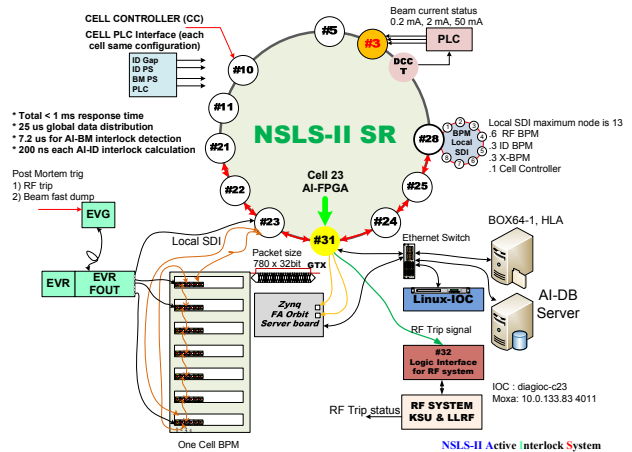 CELL CONTROLLER (CC)
CELL PLC Interface (each
cell same configuration)
ID Gap
ID PS
BM PS
PLC
Beam current status
0.2 mA, 2 mA, 50 mA
PLC
DCC
T
#5
#3
#10
#11
#21
#22
#23
#31
#24
#25
#28
* Total < 1 ms response time
* 25 us global data distribution
* 7.2 us for AI-BM interlock detection
* 200 ns each AI-ID interlock calculation
NSLS-II SR
Cell 23
AI-FPGA
BPM
Local
SDI
1
2
3
4
5
6
7
8
Local SDI maximum node is 13
.6 RF BPM
.3 ID BPM
.3 X-BPM
.1 Cell Controller
Post Mortem trig
1) RF trip
2) Beam fast dump
EVG
EVR
EVR
FOUT
Local SDI
Packet size
780 x 32bit
GTX
Zynq
FA Orbit
Server board
One Cell BPM
Ethernet Switch
BOX64-1, HLA
Linux-IOC
AI-DB
Server
RF Trip signal
#32
Logic Interface
for RF system
IOC : diagioc-c23
Moxa: 10.0.133.83 4011
RF Trip status
RF SYSTEM
KSU & LLRF
NSLS-II Active Interlock System